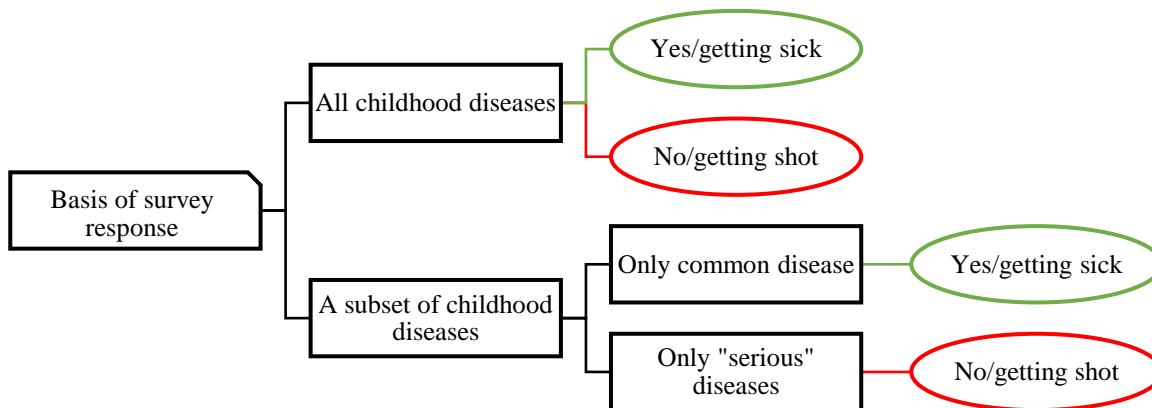 Basis of survey
response
All childhood diseases
Yes/getting sick
No/getting shot
A subset of childhood
diseases
Only common disease
Yes/getting sick
Only "serious"
diseases
No/getting shot